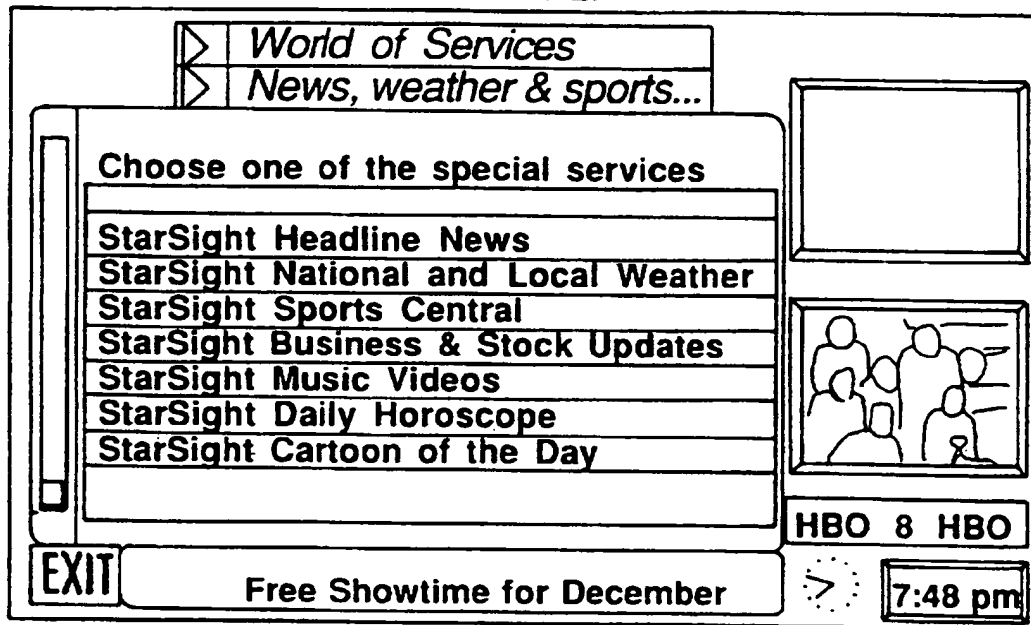 World of Services
News, weather & sports...
Choose one of the special services
StarSight Headline News
StarSight National and Local Weather
StarSight Sports Central
StarSight Business & Stock Updates
StarSight Music Videos
StarSight Daily Horoscope
StarSight Cartoon of the Day
HBO 8 HBO
EXIT
Free Showtime for December
7:48 pm